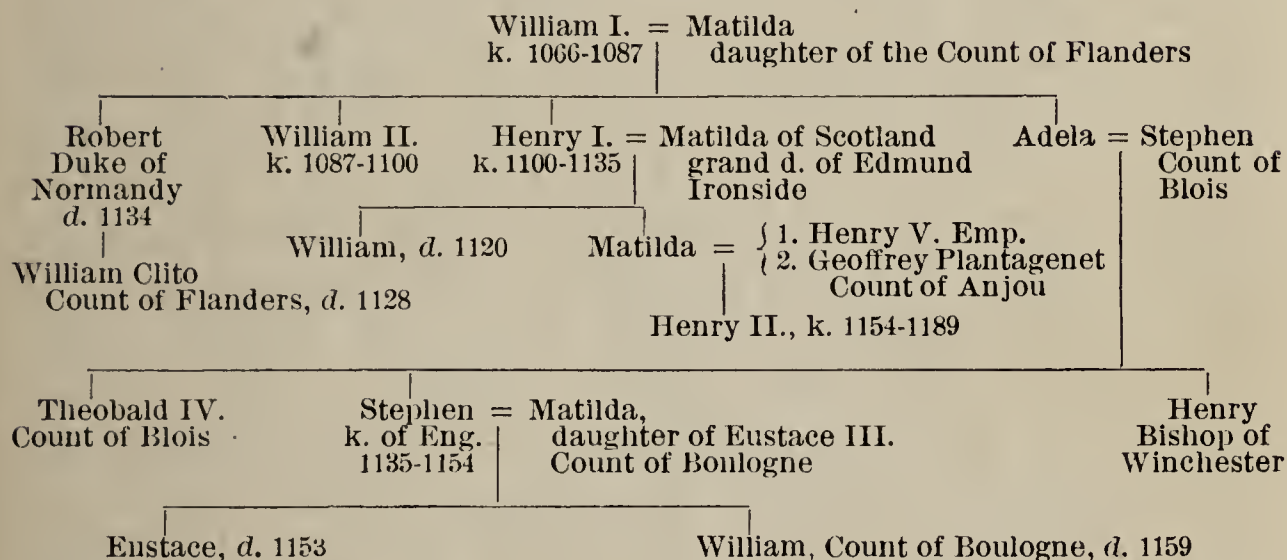 William I. = Matilda
k. 1066-1087 daughter of the Count of Flanders
Robert William II. Henry I. = Matilda of Scotland Adela = Stephen
Duke of k. 1087-1100 k. 1100-1135 grand d. of Edmund Count of
Normandy Ironside Blois
d. 1134
William, d. 1120 Matilda = { 1. Henry V. Emp.
{ 2. Geoffrey Plantagenet
William Clito Count of Anjou
Count of Flanders, d. 1128
Henry II., k. 1154-1189
Theobald IV. Stephen = Matilda, Henry
Count of Blois k. of Eng. daughter of Eustace III. Bishop of
1135-1154 Count of Boulogne Winchester
Eustace, d. 1153 William, Count of Boulogne, d. 1159